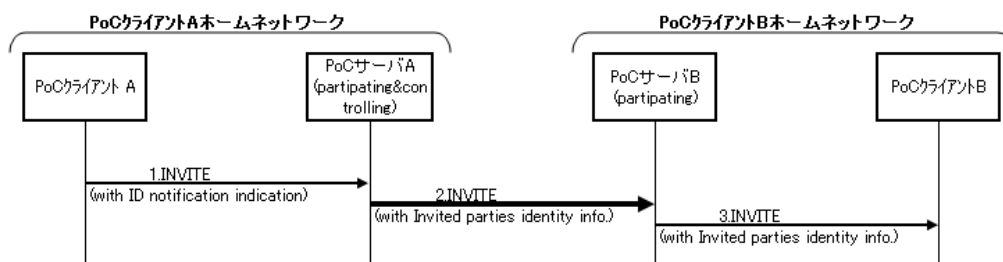 PoCクライアントAホームネットワーク
PoCクライアントBホームネットワーク
PoCクライアント A
PoCサーバA
(partipating&con
trolling)
PoCサーバB
(partipating)
PoCクライアントB
1.INVITE
(with ID notification indication)
2.INVITE
(with Invited parties identity info.)
3.INVITE
(with Invited parties identity info.)